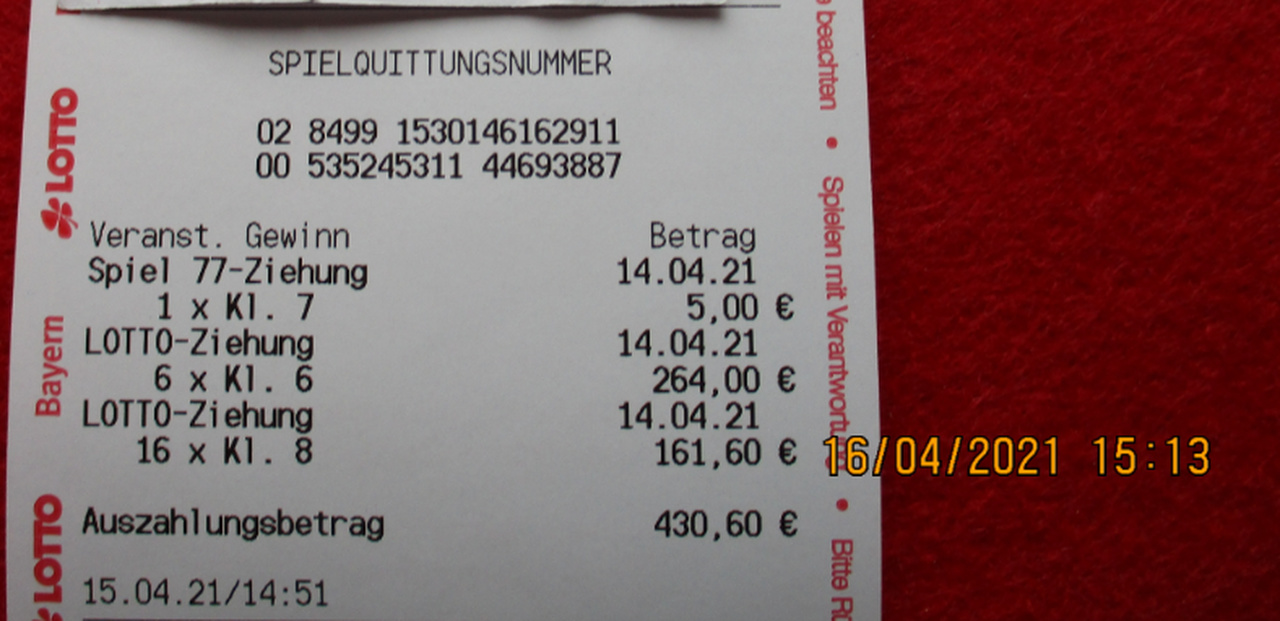 SPIELQUITTUNGSNUMMER
02 8499 1530146162911
00 535245311 44693887
Veranst. Gewinn Betrag
Spiel 77-Ziehung 14.04.21
1 x Kl. 7 5,00 €
LOTTO-Ziehung 14.04.21
6 x Kl. 6 264,00 €
LOTTO-Ziehung 14.04.21
16 x Kl. 8 161,60 €
Auszahlungsbetrag 430,60 €
15.04.21/14:51
LOTTO
Bayern
LOTTO
beachten • Spielen mit • Bitte
16/04/2021 15:13